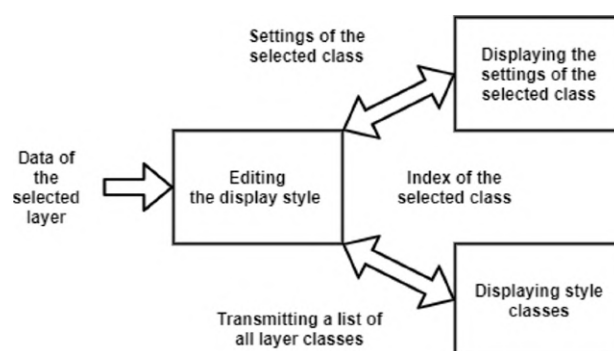 Settings of the
selected class
Displaying the
settings of the
selected class
Data of
the
selected
layer
Editing
the display style
Index of the
selected class
Transmitting a list of
all layer classes
Displaying style
classes